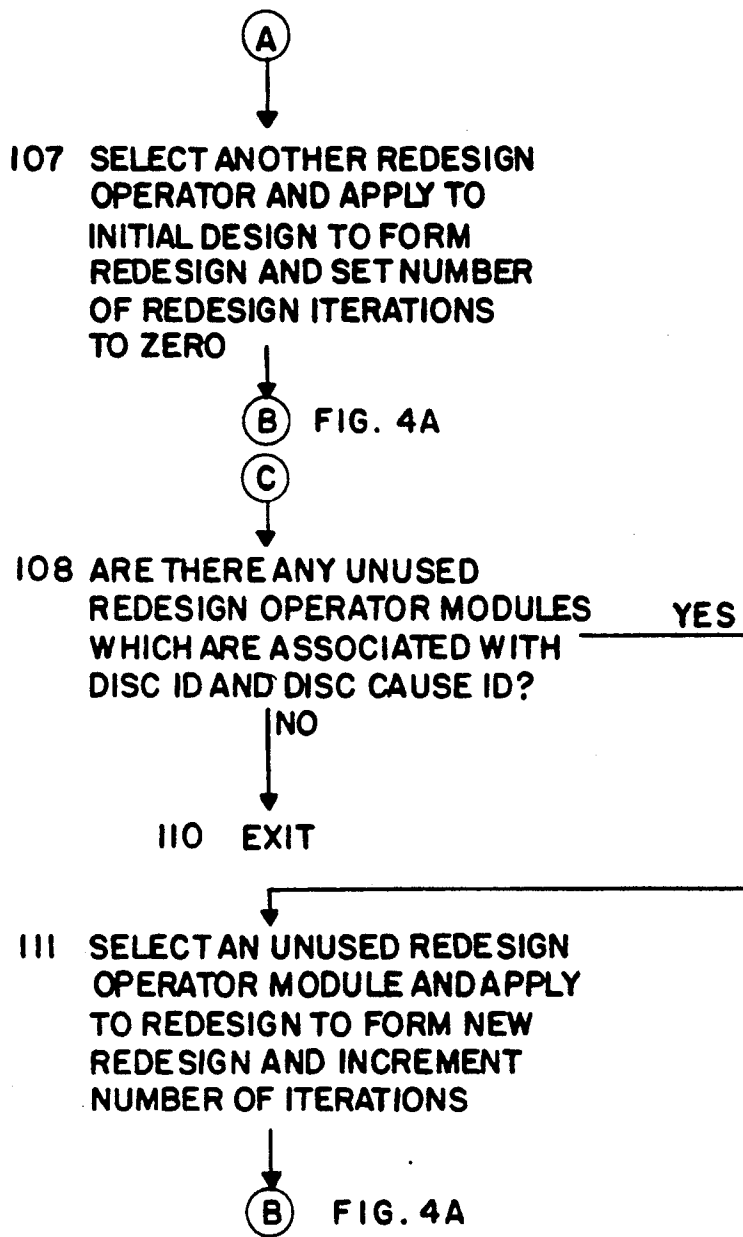 A
107 SELECT ANOTHER REDESIGN
OPERATOR AND APPLY TO
INITIAL DESIGN TO FORM
REDESIGN AND SET NUMBER
OF REDESIGN ITERATIONS
TO ZERO
B FIG. 4A
C
108 ARE THERE ANY UNUSED
REDESIGN OPERATOR MODULES YES
WHICH ARE ASSOCIATED WITH
DISC ID AND DISC CAUSE ID?
NO
110 EXIT
111 SELECT AN UNUSED REDESIGN
OPERATOR MODULE AND APPLY
TO REDESIGN TO FORM NEW
REDESIGN AND INCREMENT
NUMBER OF ITERATIONS
B FIG. 4A